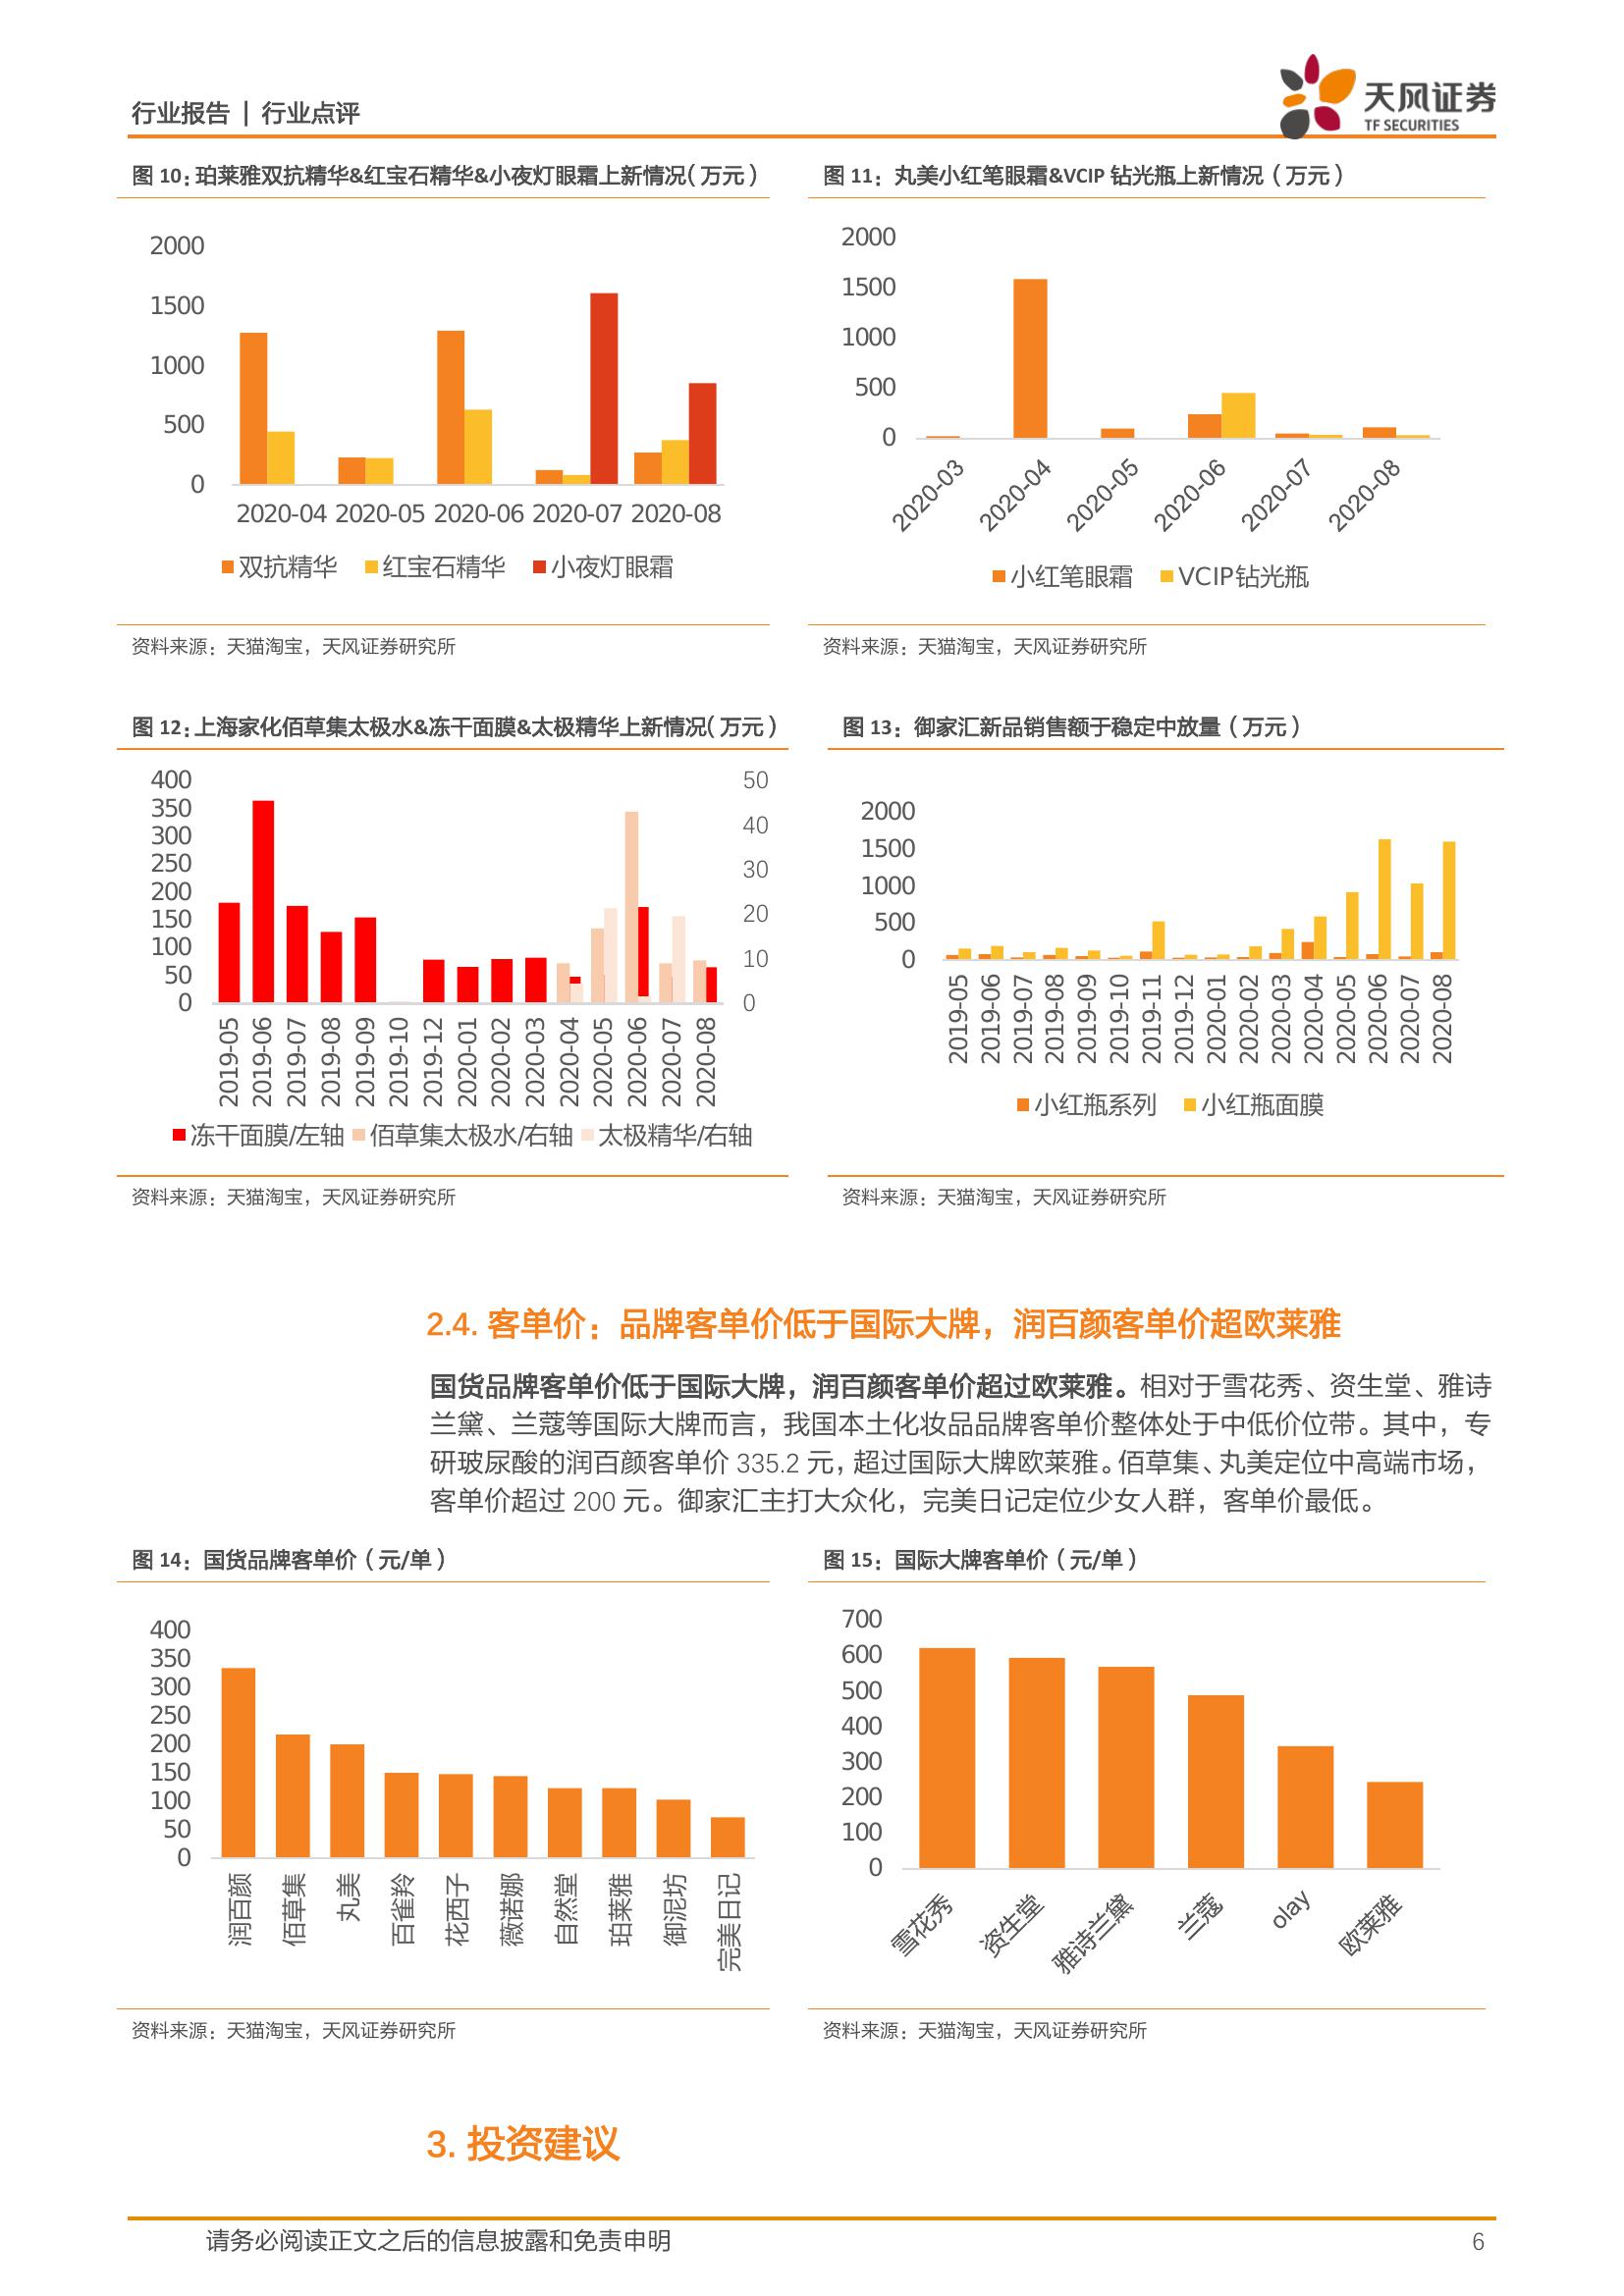 行业报告 | 行业点评
天风证券
TF SECURITIES
图 10：珀莱雅双抗精华&红宝石精华&小夜灯眼霜上新情况（万元）
2000
1500
1000
500
0
2020-04 2020-05 2020-06 2020-07 2020-08
双抗精华 红宝石精华 小夜灯眼霜
资料来源：天猫淘宝，天风证券研究所
图 11：丸美小红笔眼霜&VCIP 钻光瓶上新情况（万元）
2000
1500
1000
500
0
2020-03 2020-04 2020-05 2020-06 2020-07 2020-08
小红笔眼霜 VCIP钻光瓶
资料来源：天猫淘宝，天风证券研究所
图 12：上海家化佰草集太极水&冻干面膜&太极精华上新情况（万元）
400
350
300
250
200
150
100
50
0
50
40
30
20
10
0
2019-05 2019-06 2019-07 2019-08 2019-09 2019-10 2019-12 2020-01 2020-02 2020-03 2020-04 2020-05 2020-06 2020-07 2020-08
冻干面膜/左轴 佰草集太极水/右轴 太极精华/右轴
资料来源：天猫淘宝，天风证券研究所
图 13：御家汇新品销售额于稳定中放量（万元）
2000
1500
1000
500
0
2019-05 2019-06 2019-07 2019-08 2019-09 2019-10 2019-11 2019-12 2020-01 2020-02 2020-03 2020-04 2020-05 2020-06 2020-07 2020-08
小红瓶系列 小红瓶面膜
资料来源：天猫淘宝，天风证券研究所
2.4. 客单价：品牌客单价低于国际大牌，润百颜客单价超欧莱雅
国货品牌客单价低于国际大牌，润百颜客单价超过欧莱雅。相对于雪花秀、资生堂、雅诗
兰黛、兰蔻等国际大牌而言，我国本土化妆品品牌客单价整体处于中低价位带。其中，专
研玻尿酸的润百颜客单价 335.2 元，超过国际大牌欧莱雅。佰草集、丸美定位中高端市场，
客单价超过 200 元。御家汇主打大众化，完美日记定位少女人群，客单价最低。
图 14：国货品牌客单价（元/单）
400
350
300
250
200
150
100
50
0
润百颜 佰草集 丸美 百雀羚 花西子 薇诺娜 自然堂 珀莱雅 御泥坊 完美日记
资料来源：天猫淘宝，天风证券研究所
图 15：国际大牌客单价（元/单）
700
600
500
400
300
200
100
0
雪花秀 资生堂 雅诗兰黛 兰蔻 olay 欧莱雅
资料来源：天猫淘宝，天风证券研究所
3. 投资建议
请务必阅读正文之后的信息披露和免责申明
6